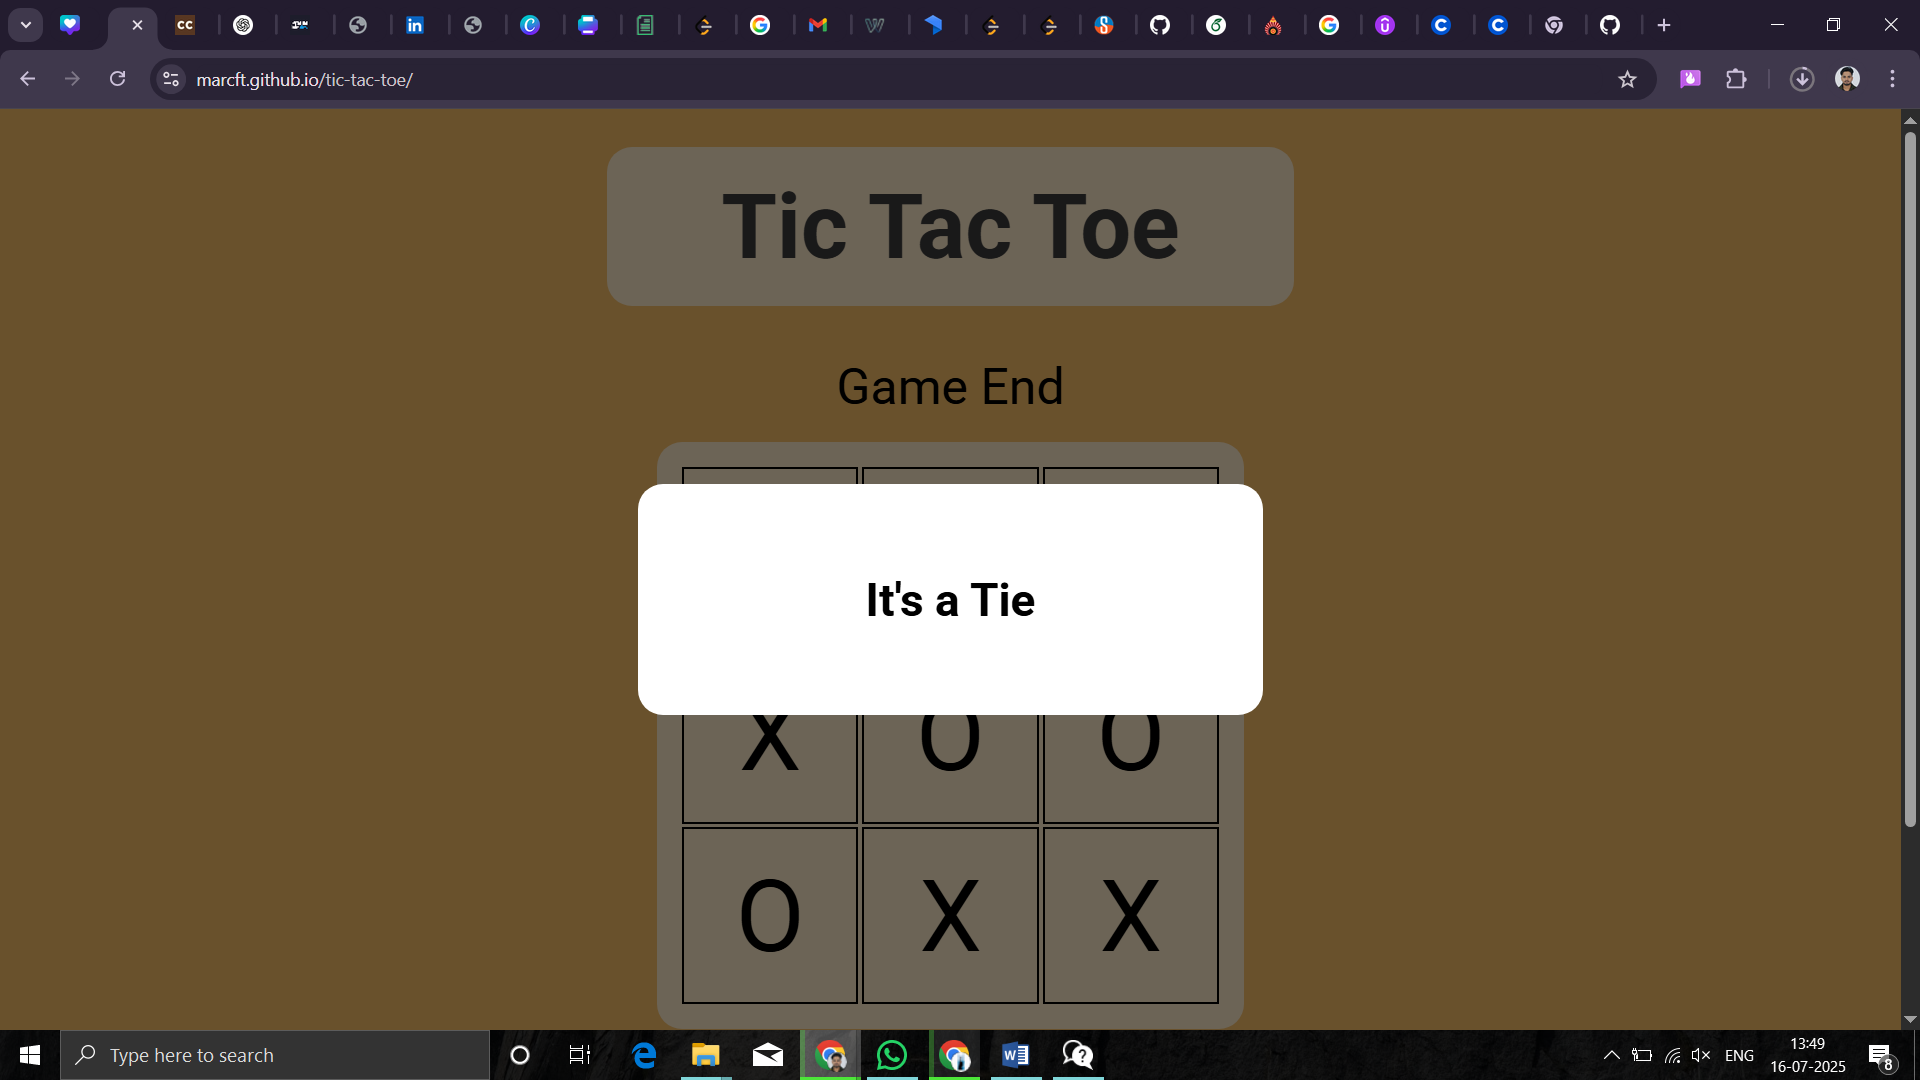 marcft.github.io/tic-tac-toe/
Tic Tac Toe
Game End
It's a Tie
X O O
O X X
Type here to search
ENG
13:49
16-07-2025
8